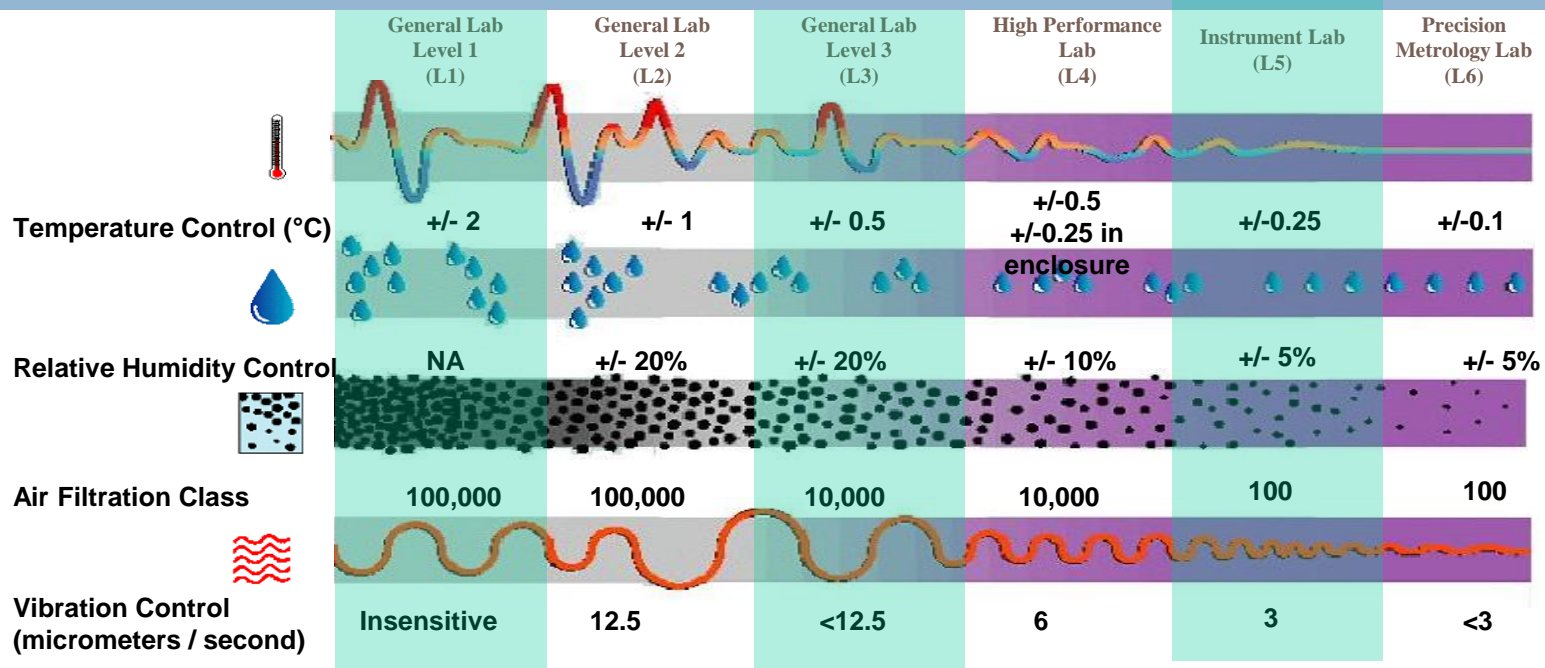 General Lab
Level 1
(L1)
General Lab
Level 2
(L2)
General Lab
Level 3
(L3)
High Performance
Lab
(L4)
Instrument Lab
(L5)
Precision
Metrology Lab
(L6)
Temperature Control (°C)
+/- 2
+/- 1
+/- 0.5
+/-0.5
+/-0.25 in
enclosure
+/-0.25
+/-0.1
Relative Humidity Control
NA
+/- 20%
+/- 20%
+/- 10%
+/- 5%
+/- 5%
Air Filtration Class
100,000
100,000
10,000
10,000
100
100
Vibration Control
(micrometers / second)
Insensitive
12.5
<12.5
6
3
<3